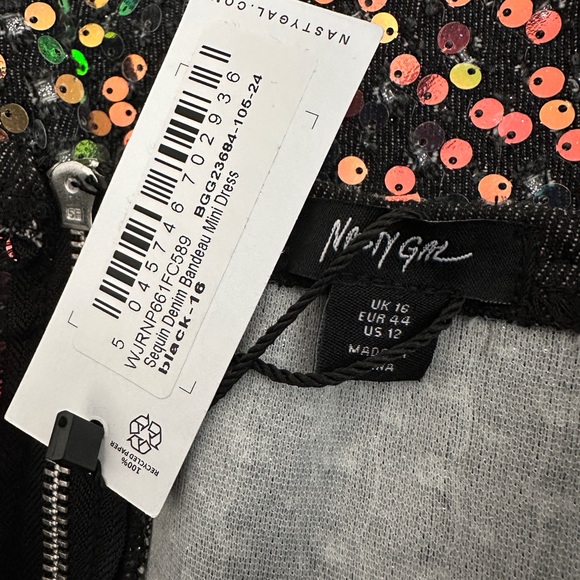 NASTYGAL.COM
5 045746 702936
WJRNP661FC589 BGG23684-105-24
Sequin Denim Bandeau Mini Dress
black-16
100%
RECYCLED PAPER
NASTY GAL
UK 16
EUR 44
US 12
MADE